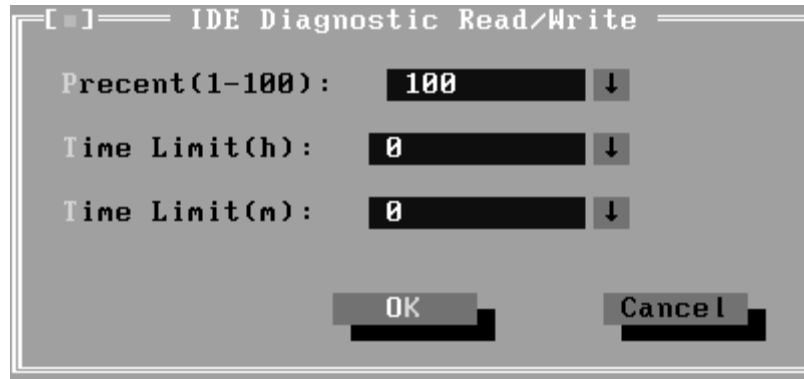 [■] IDE Diagnostic Read/Write
Precent(1-100): 100 ↓
Time Limit(h): 0 ↓
Time Limit(m): 0 ↓
OK Cancel